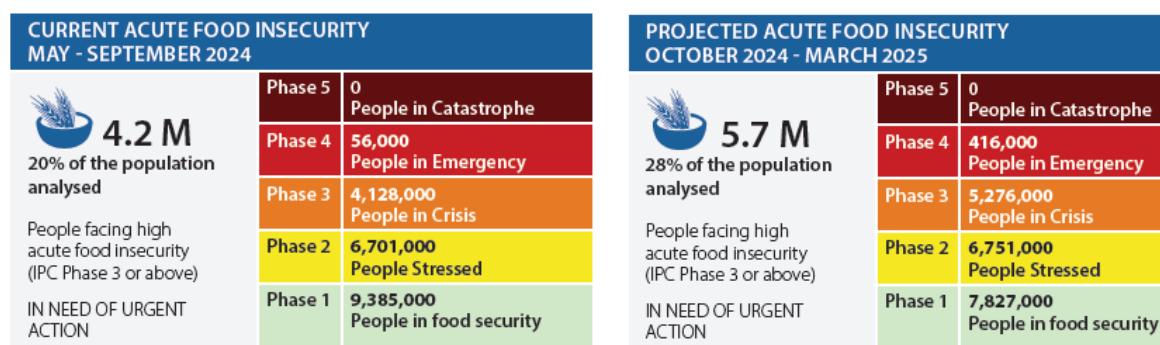 CURRENT ACUTE FOOD INSECURITY
MAY - SEPTEMBER 2024
4.2 M
20% of the population
analysed
People facing high
acute food insecurity
(IPC Phase 3 or above)
IN NEED OF URGENT
ACTION
Phase 5
0
People in Catastrophe
Phase 4
56,000
People in Emergency
Phase 3
4,128,000
People in Crisis
Phase 2
6,701,000
People Stressed
Phase 1
9,385,000
People in food security
PROJECTED ACUTE FOOD INSECURITY
OCTOBER 2024 - MARCH 2025
5.7 M
28% of the population
analysed
People facing high
acute food insecurity
(IPC Phase 3 or above)
IN NEED OF URGENT
ACTION
Phase 5
0
People in Catastrophe
Phase 4
416,000
People in Emergency
Phase 3
5,276,000
People in Crisis
Phase 2
6,751,000
People Stressed
Phase 1
7,827,000
People in food security